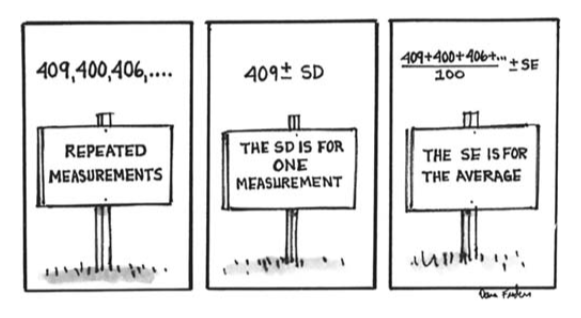 409,400,406,....
REPEATED
MEASUREMENTS
409± SD
THE SD IS FOR
ONE
MEASUREMENT
409+400+406+...
100
± SE
THE SE IS FOR
THE AVERAGE